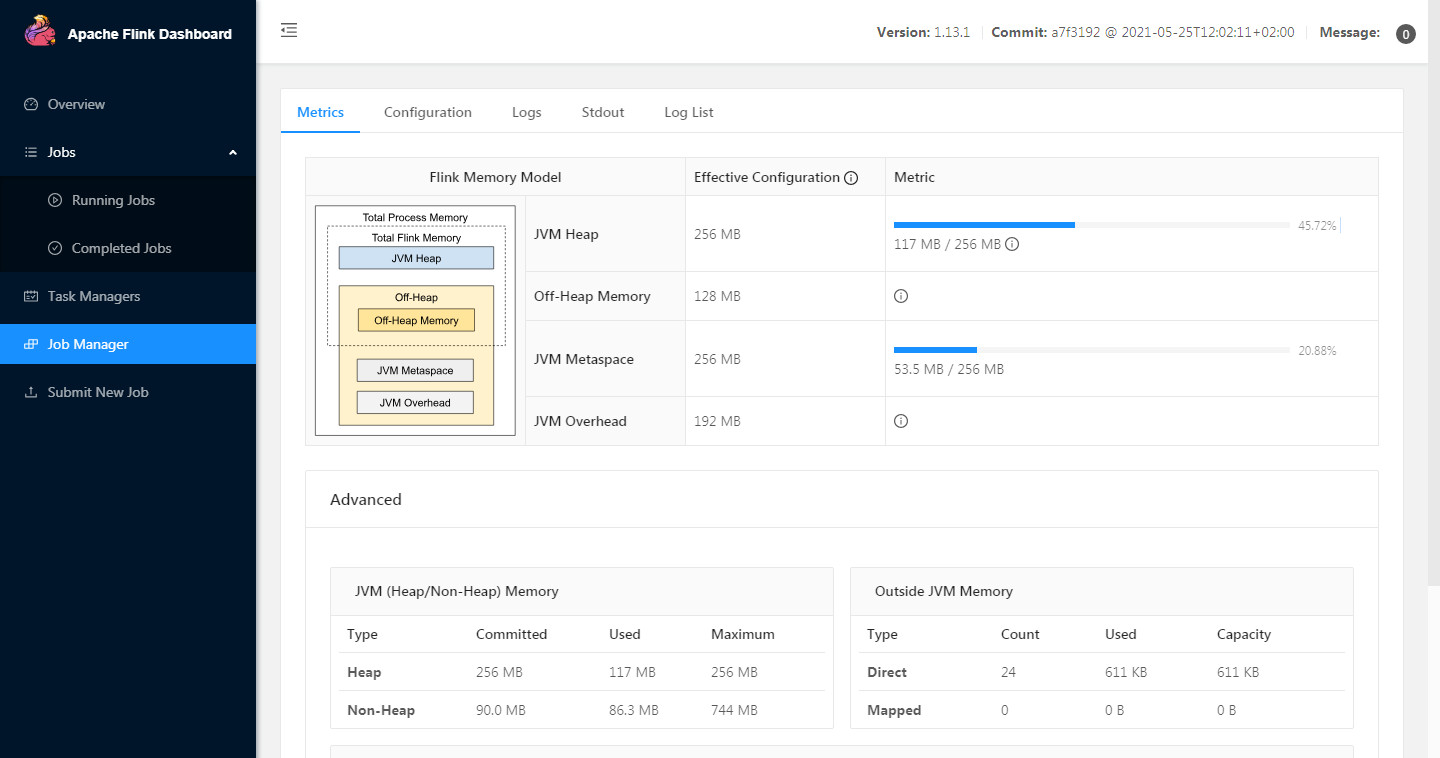 Apache Flink Dashboard
Version: 1.13.1 Commit: a7f3192 @ 2021-05-25T12:02:11+02:00 Message: 0
Overview
Jobs
Running Jobs
Completed Jobs
Task Managers
Job Manager
Submit New Job
Metrics Configuration Logs Stdout Log List
Flink Memory Model Effective Configuration Metric
Total Process Memory
Total Flink Memory
JVM Heap
Off-Heap
Off-Heap Memory
JVM Metaspace
JVM Overhead
JVM Heap 256 MB 45.72%
117 MB / 256 MB
Off-Heap Memory 128 MB
JVM Metaspace 256 MB 20.88%
53.5 MB / 256 MB
JVM Overhead 192 MB
Advanced
JVM (Heap/Non-Heap) Memory
Type Committed Used Maximum
Heap 256 MB 117 MB 256 MB
Non-Heap 90.0 MB 86.3 MB 744 MB
Outside JVM Memory
Type Count Used Capacity
Direct 24 611 KB 611 KB
Mapped 0 0 B 0 B